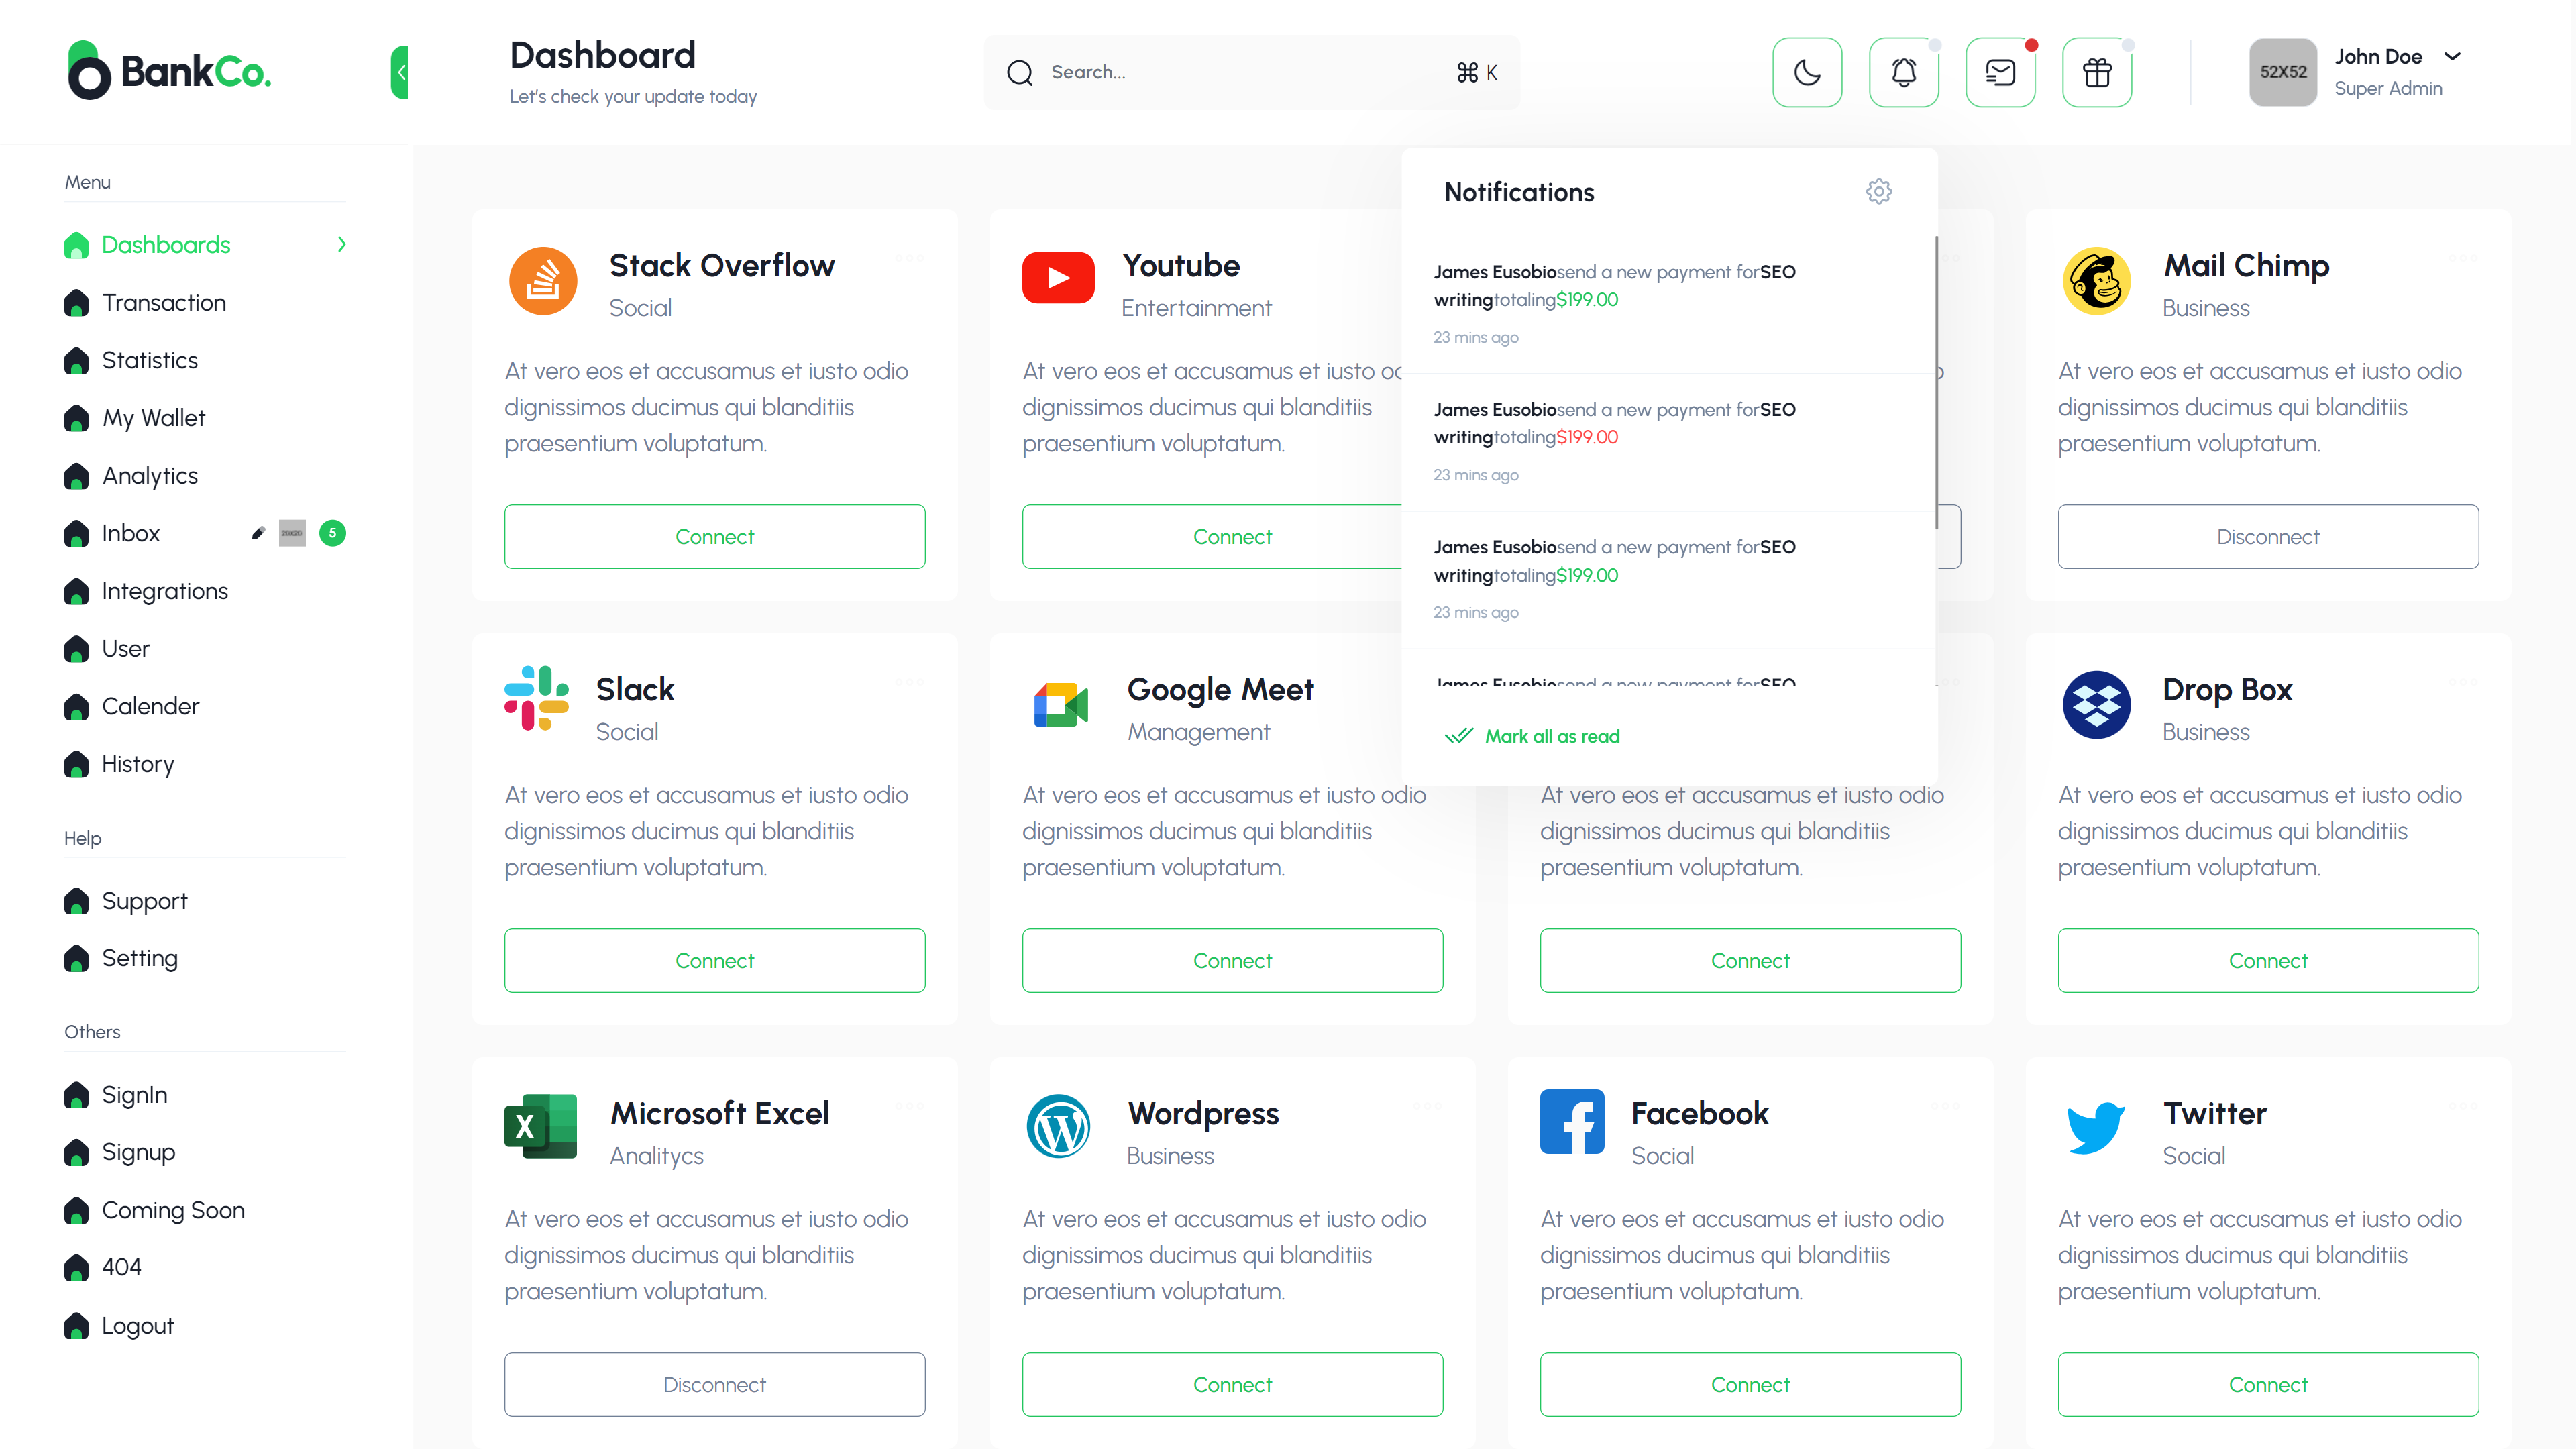 BankCo.
Dashboard
Let's check your update today
Search...
⌘ K
52X52
John Doe
Super Admin
Menu
Dashboards
Transaction
Statistics
My Wallet
Analytics
Inbox
5
Integrations
User
Calender
History
Help
Support
Setting
Others
SignIn
Signup
Coming Soon
404
Logout
Notifications
James Eusobiosend a new payment forSEO
writingtotaling$199.00
23 mins ago
James Eusobiosend a new payment forSEO
writingtotaling$199.00
23 mins ago
James Eusobiosend a new payment forSEO
writingtotaling$199.00
23 mins ago
James Eusobiosend a new payment forSEO
Mark all as read
Stack Overflow
Social
At vero eos et accusamus et iusto odio
dignissimos ducimus qui blanditiis
praesentium voluptatum.
Connect
Youtube
Entertainment
At vero eos et accusamus et iusto
dignissimos ducimus qui blanditiis
praesentium voluptatum.
Connect
Mail Chimp
Business
At vero eos et accusamus et iusto odio
dignissimos ducimus qui blanditiis
praesentium voluptatum.
Disconnect
Slack
Social
At vero eos et accusamus et iusto odio
dignissimos ducimus qui blanditiis
praesentium voluptatum.
Connect
Google Meet
Management
At vero eos et accusamus et iusto odio
dignissimos ducimus qui blanditiis
praesentium voluptatum.
Connect
At vero eos et accusamus et iusto odio
dignissimos ducimus qui blanditiis
praesentium voluptatum.
Connect
Drop Box
Business
At vero eos et accusamus et iusto odio
dignissimos ducimus qui blanditiis
praesentium voluptatum.
Connect
Microsoft Excel
Analitycs
At vero eos et accusamus et iusto odio
dignissimos ducimus qui blanditiis
praesentium voluptatum.
Disconnect
Wordpress
Business
At vero eos et accusamus et iusto odio
dignissimos ducimus qui blanditiis
praesentium voluptatum.
Connect
Facebook
Social
At vero eos et accusamus et iusto odio
dignissimos ducimus qui blanditiis
praesentium voluptatum.
Connect
Twitter
Social
At vero eos et accusamus et iusto odio
dignissimos ducimus qui blanditiis
praesentium voluptatum.
Connect